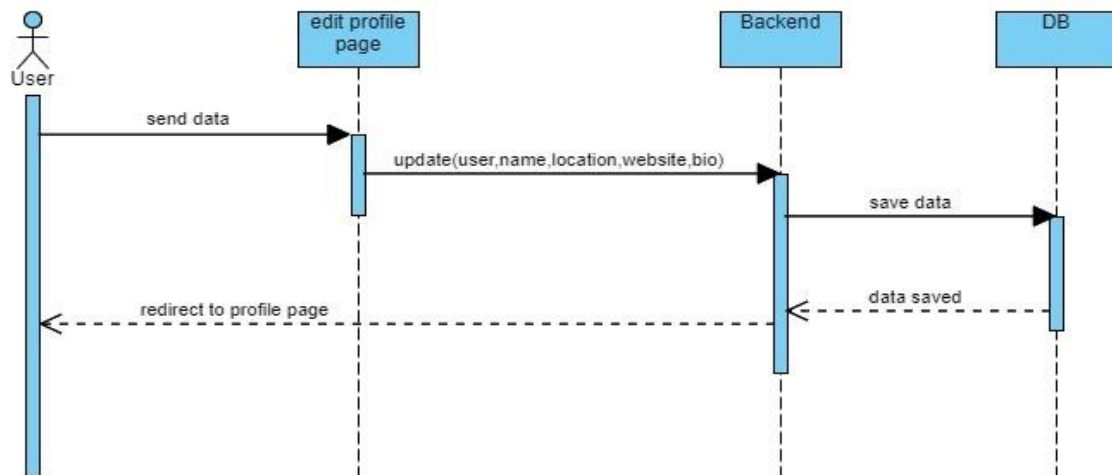 edit profile
page
Backend
DB
User
send data
update(user,name,location,website,bio)
save data
data saved
redirect to profile page